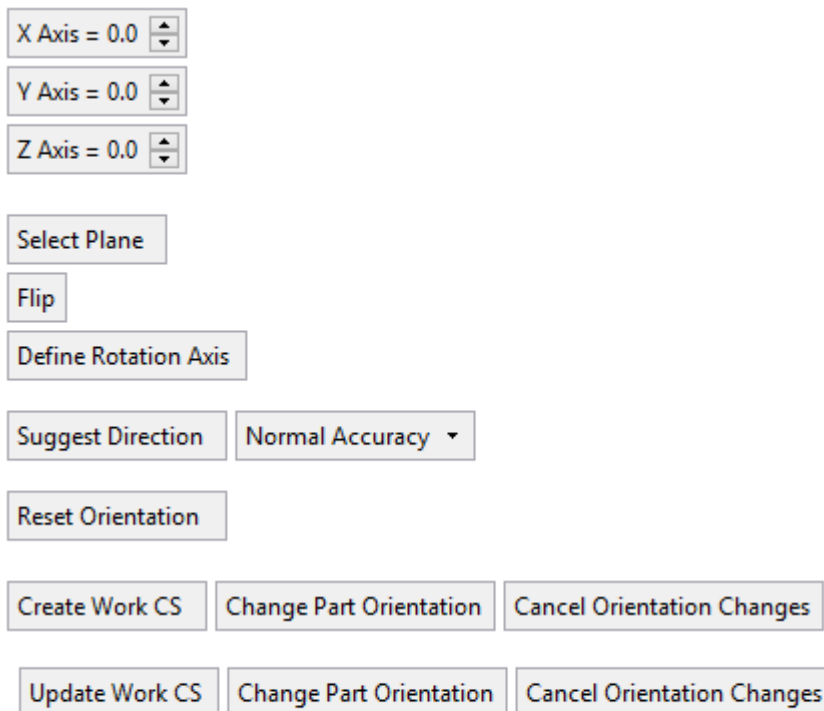 X Axis = 0.0
Y Axis = 0.0
Z Axis = 0.0
Select Plane
Flip
Define Rotation Axis
Suggest Direction Normal Accuracy
Reset Orientation
Create Work CS Change Part Orientation Cancel Orientation Changes
Update Work CS Change Part Orientation Cancel Orientation Changes